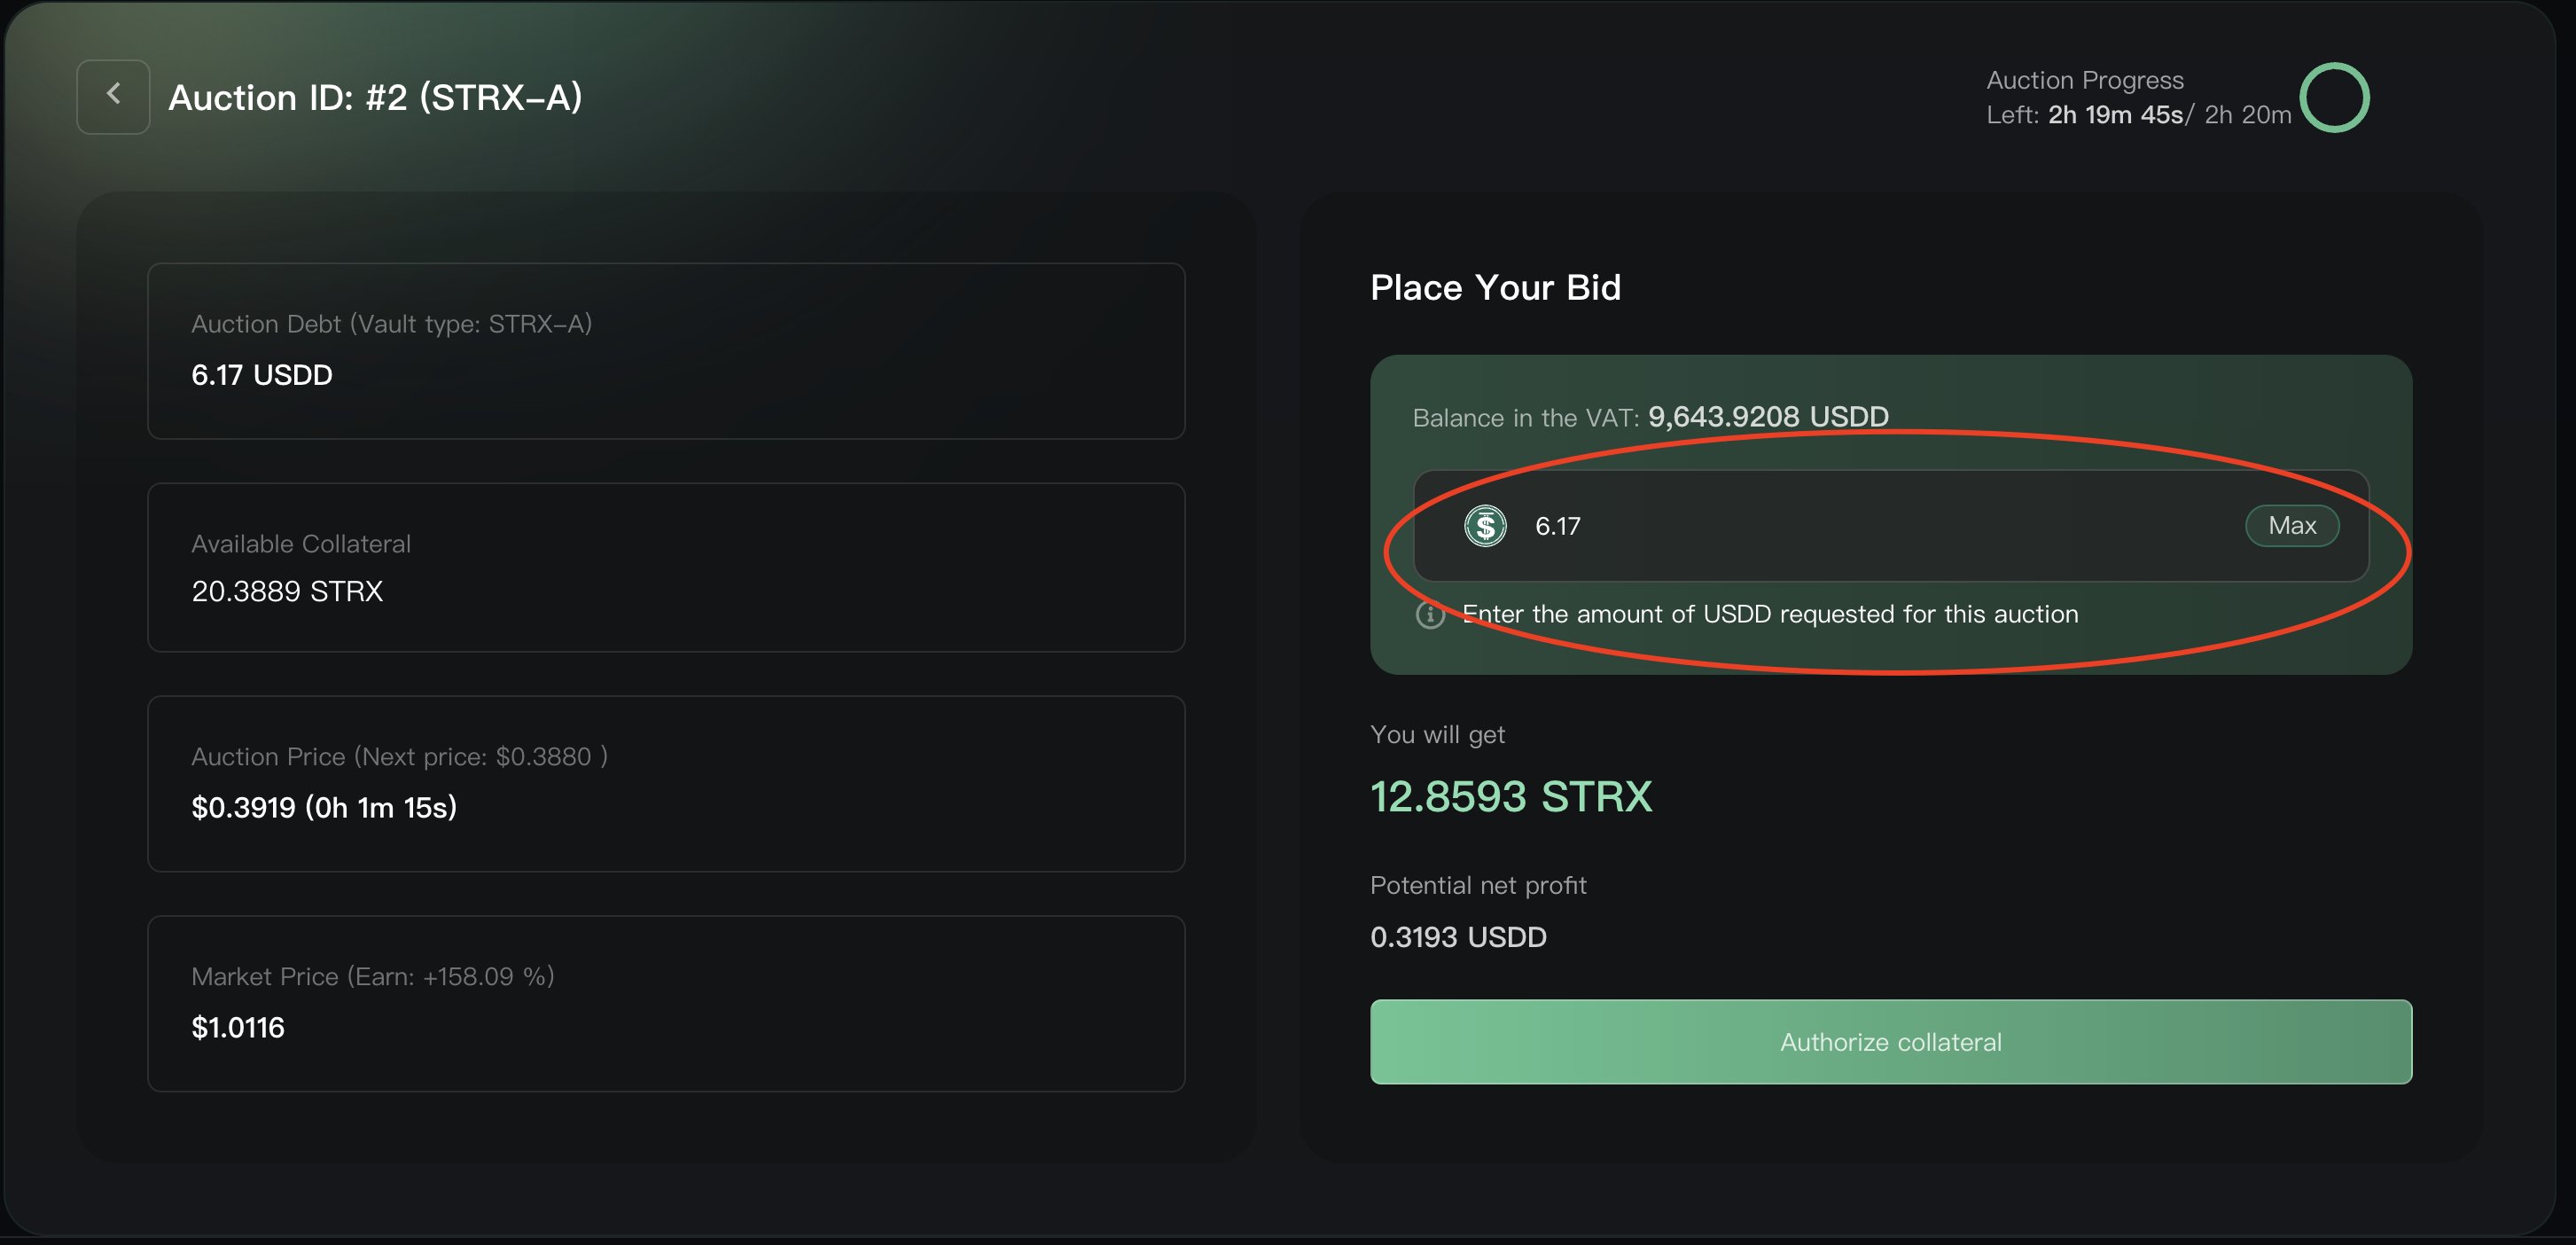 Auction ID: #2 (STRX-A)
Auction Progress
Left: 2h 19m 45s/ 2h 20m
Auction Debt (Vault type: STRX-A)
6.17 USDD
Available Collateral
20.3889 STRX
Auction Price (Next price: $0.3880 )
$0.3919 (0h 1m 15s)
Market Price (Earn: +158.09 %)
$1.0116
Place Your Bid
Balance in the VAT: 9,643.9208 USDD
6.17
Max
Enter the amount of USDD requested for this auction
You will get
12.8593 STRX
Potential net profit
0.3193 USDD
Authorize collateral